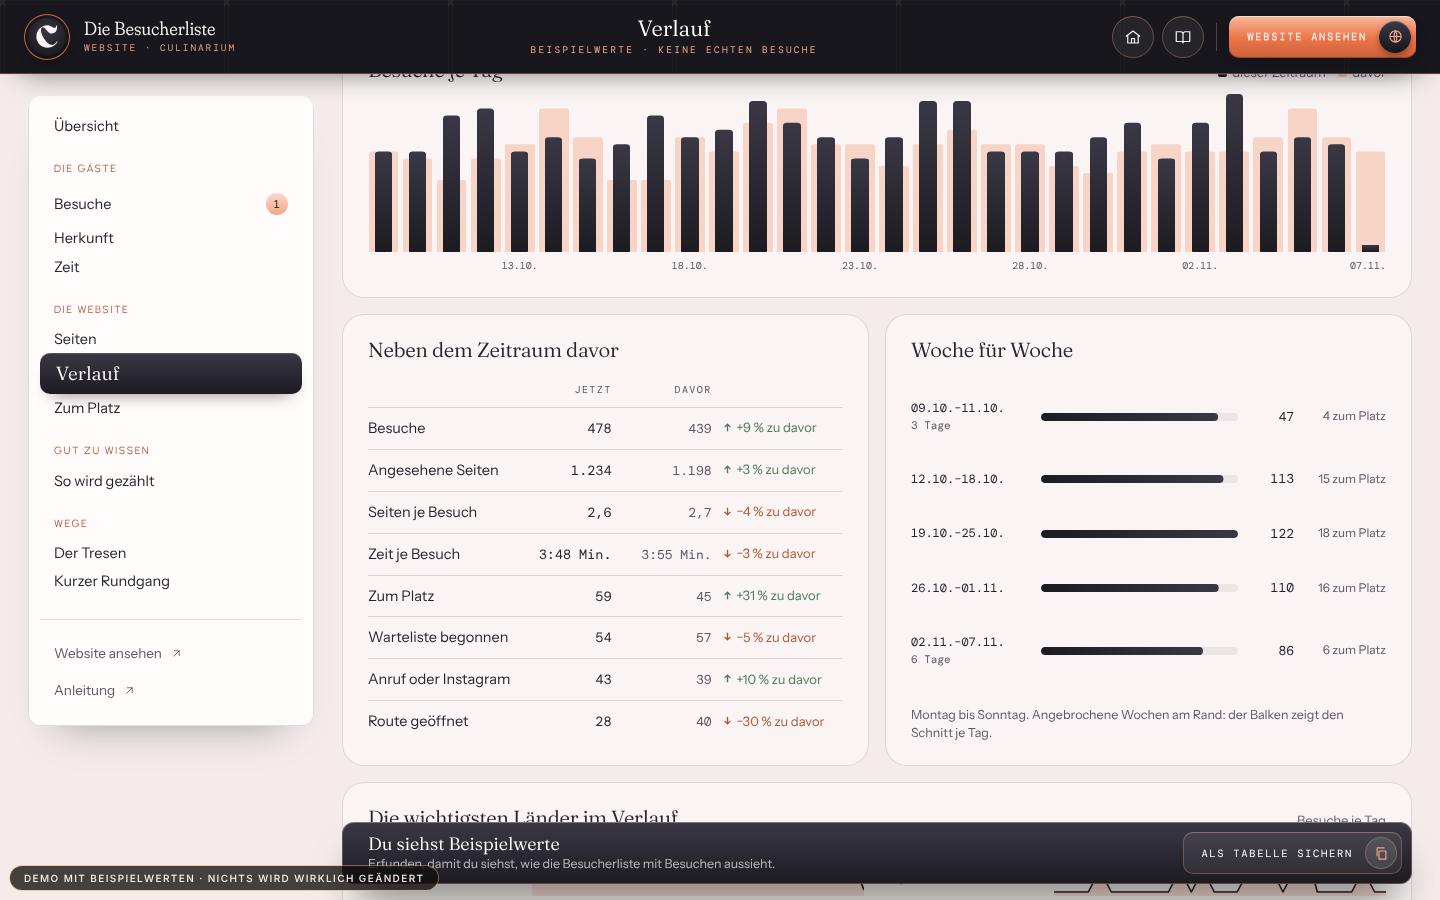 Die Besucherliste
WEBSITE · CULINARIUM
Verlauf
BEISPIELWERTE · KEINE ECHTEN BESUCHE
WEBSITE ANSEHEN
Übersicht
DIE GÄSTE
Besuche 1
Herkunft
Zeit
DIE WEBSITE
Seiten
Verlauf
Zum Platz
GUT ZU WISSEN
So wird gezählt
WEGE
Der Tresen
Kurzer Rundgang
Website ansehen
Anleitung
Besuche je Tag
dieser Zeitraum davor
13.10. 18.10. 23.10. 28.10. 02.11. 07.11.
Neben dem Zeitraum davor
JETZT DAVOR
Besuche 478 439 ↑ +9 % zu davor
Angesehene Seiten 1.234 1.198 ↑ +3 % zu davor
Seiten je Besuch 2,6 2,7 ↓ −4 % zu davor
Zeit je Besuch 3:48 Min. 3:55 Min. ↓ −3 % zu davor
Zum Platz 59 45 ↑ +31 % zu davor
Warteliste begonnen 54 57 ↓ −5 % zu davor
Anruf oder Instagram 43 39 ↑ +10 % zu davor
Route geöffnet 28 40 ↓ −30 % zu davor
Woche für Woche
09.10.–11.10. 47 4 zum Platz
3 Tage
12.10.–18.10. 113 15 zum Platz
19.10.–25.10. 122 18 zum Platz
26.10.–01.11. 110 16 zum Platz
02.11.–07.11. 86 6 zum Platz
6 Tage
Montag bis Sonntag. Angebrochene Wochen am Rand: der Balken zeigt den
Schnitt je Tag.
Die wichtigsten Länder im Verlauf
Besuche je Tag
Du siehst Beispielwerte
Erfunden, damit du siehst, wie die Besucherliste mit Besuchen aussieht.
ALS TABELLE SICHERN
DEMO MIT BEISPIELWERTEN · NICHTS WIRD WIRKLICH GEÄNDERT